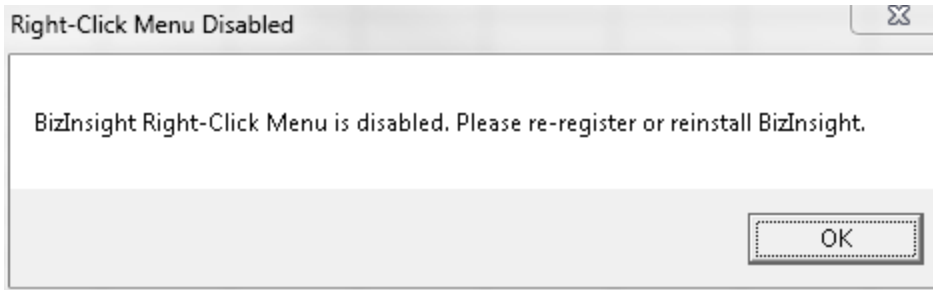 Right-Click Menu Disabled
BizInsight Right-Click Menu is disabled. Please re-register or reinstall BizInsight.
OK